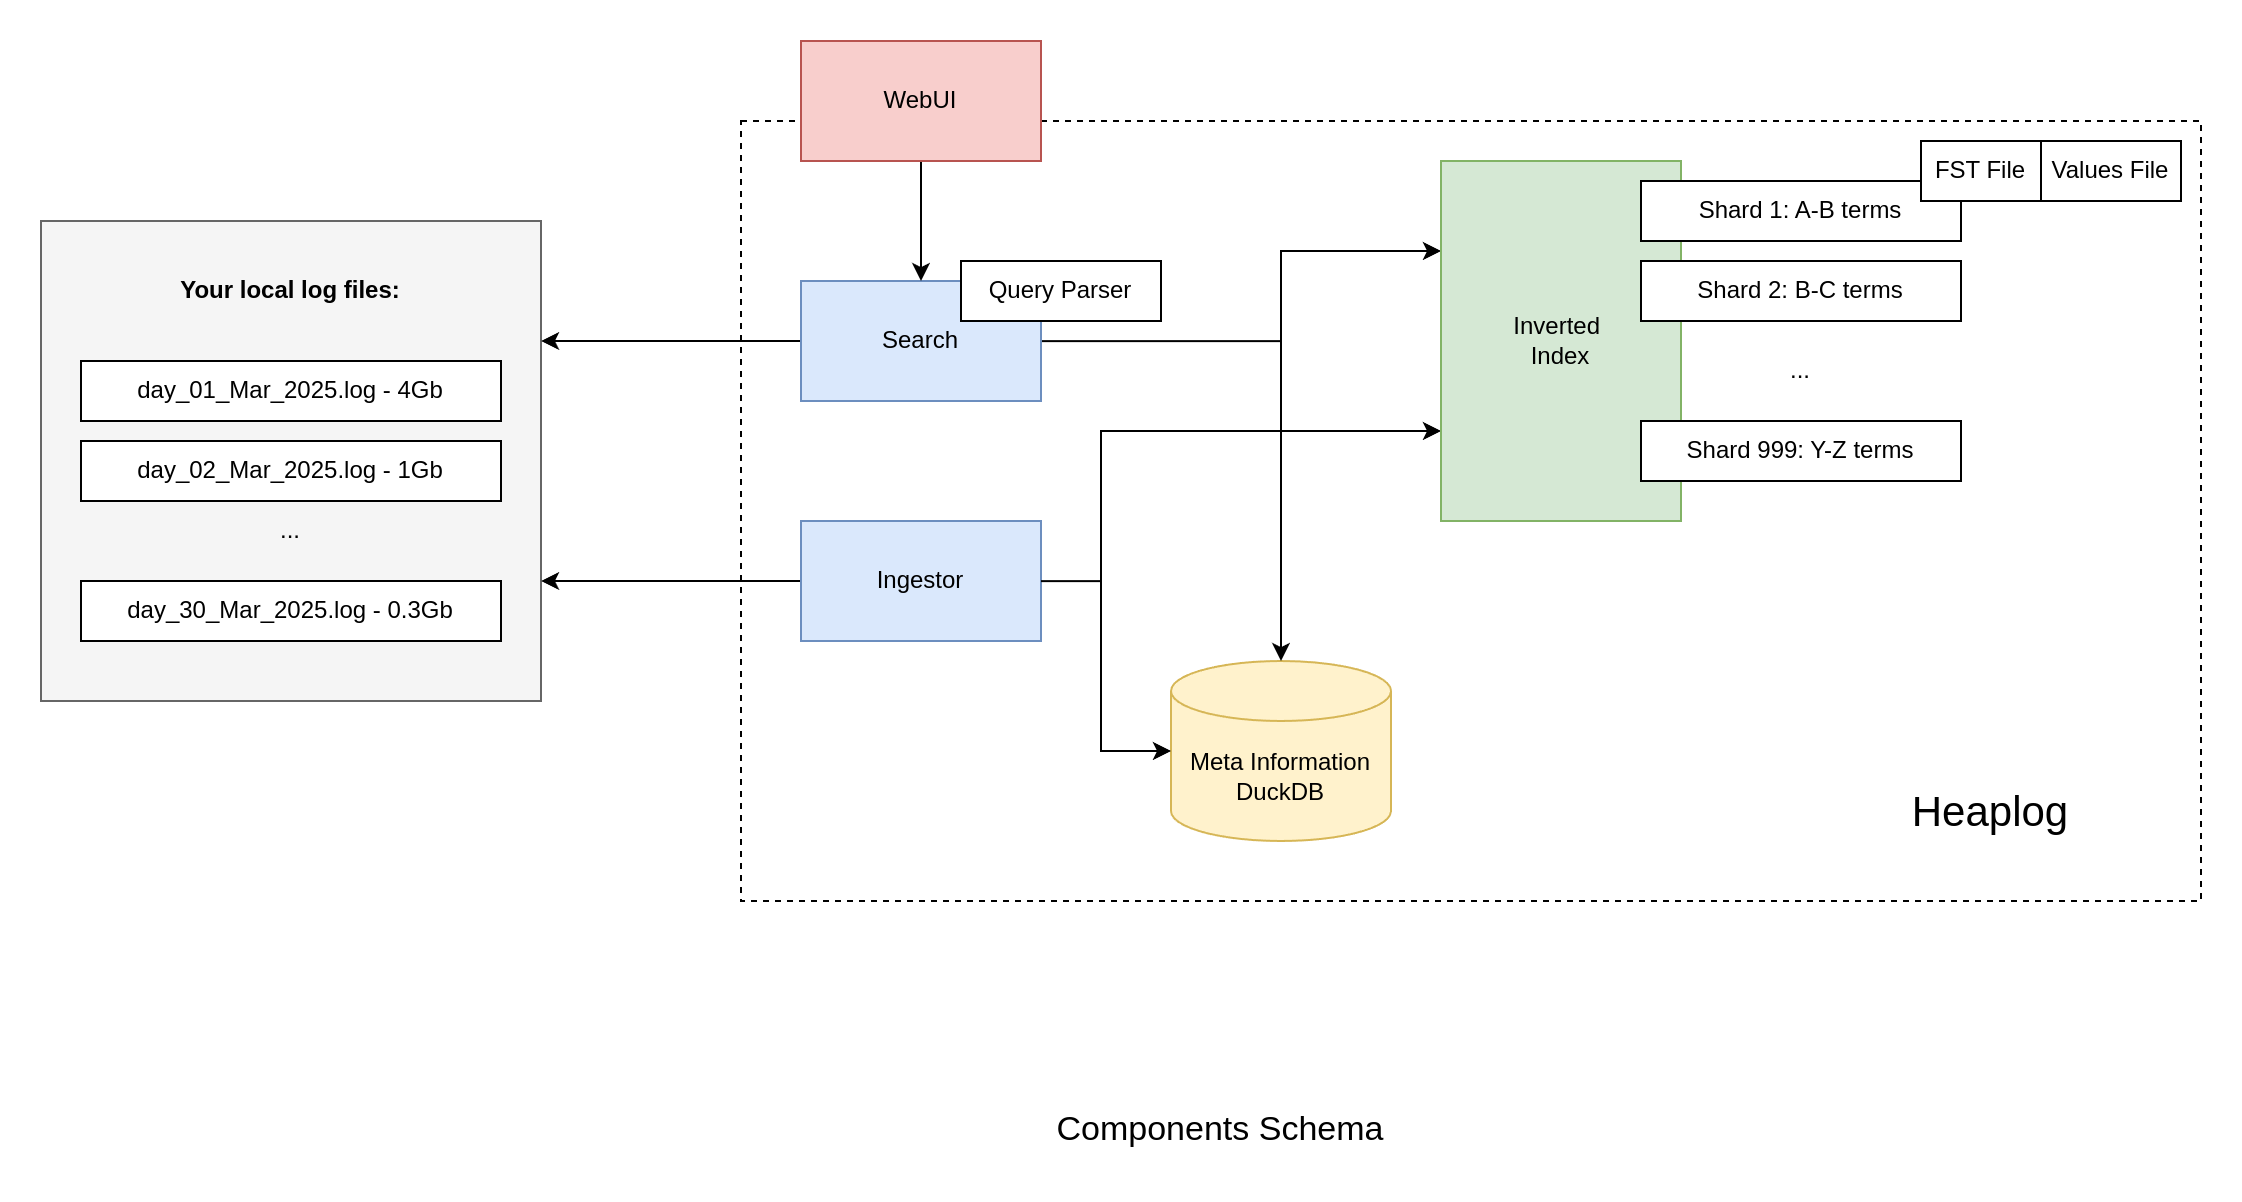 WebUI
FST File
Values File
Shard 1: A-B terms
Your local log files:
Query Parser
Shard 2: B-C terms
Search
Inverted
Index
...
day_01_Mar_2025.log - 4Gb
day_02_Mar_2025.log - 1Gb
Shard 999: Y-Z terms
...
Ingestor
day_30_Mar_2025.log - 0.3Gb
Meta Information
DuckDB
Heaplog
Components Schema